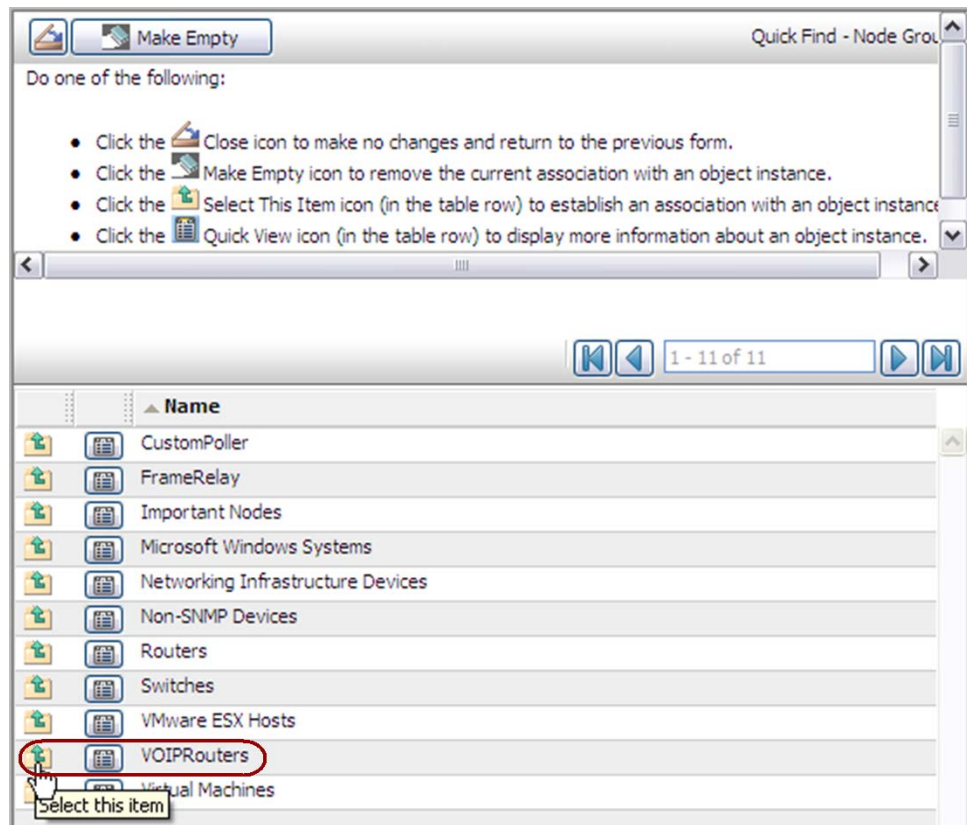 Make Empty
Quick Find - Node Grou
Do one of the following:
• Click the Close icon to make no changes and return to the previous form.
• Click the Make Empty icon to remove the current association with an object instance.
• Click the Select This Item icon (in the table row) to establish an association with an object instance
• Click the Quick View icon (in the table row) to display more information about an object instance.
1 - 11 of 11
Name
CustomPoller
FrameRelay
Important Nodes
Microsoft Windows Systems
Networking Infrastructure Devices
Non-SNMP Devices
Routers
Switches
VMware ESX Hosts
VOIPRouters
Virtual Machines
Select this item